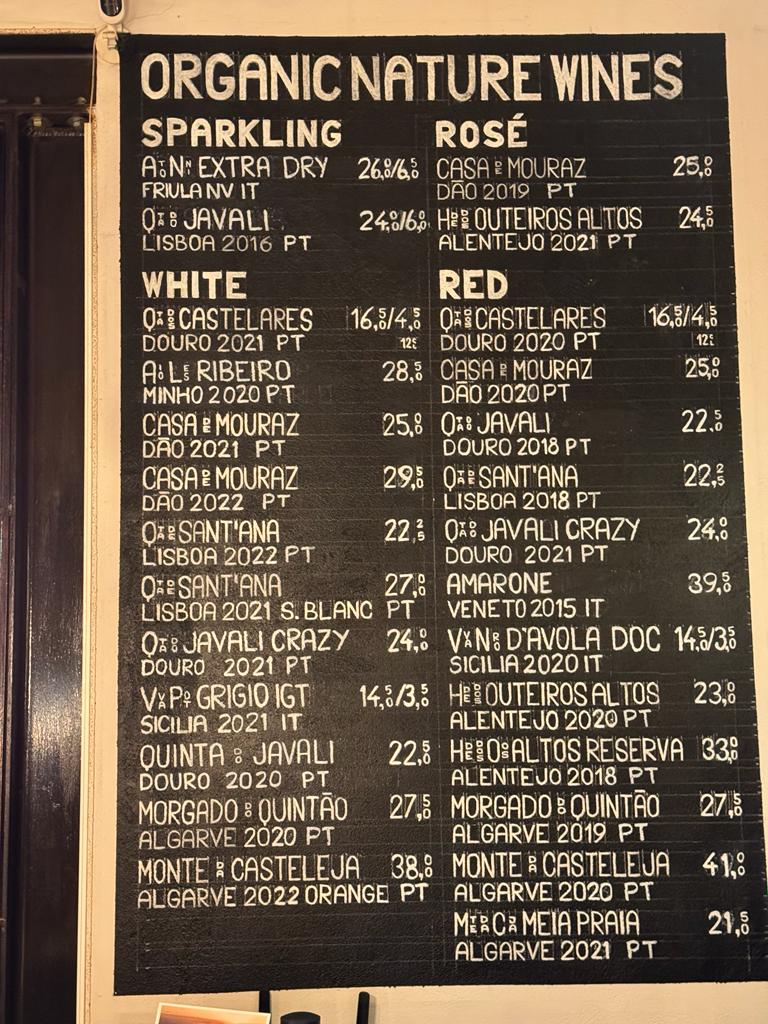 ORGANIC NATURE WINES
SPARKLING
EXTRA DRY 26,0/6,5
FRIULA NV IT
QTA DO JAVALI 24,0/6,0
LISBOA 2016 PT
WHITE
QTA DOS CASTELARES 16,5/4,5
DOURO 2021 PT
RIBEIRO 28,5
MINHO 2020 PT
CASA DE MOURAZ 25,0
DÃO 2021 PT
CASA DE MOURAZ 29,5
DÃO 2022 PT
QTA DE SANT'ANA 22,25
LISBOA 2022 PT
QTA DE SANT'ANA 27,0
LISBOA 2021 S. BLANC PT
QTA DO JAVALI CRAZY 24,0
DOURO 2021 PT
GRIGIO IGT 14,5/3,5
SICILIA 2021 IT
QUINTA DO JAVALI 22,5
DOURO 2020 PT
MORGADO DO QUINTÃO 27,5
ALGARVE 2020 PT
MONTE DA CASTELEJA 38,0
ALGARVE 2022 ORANGE PT
ROSÉ
CASA DE MOURAZ 25,0
DÃO 2019 PT
OUTEIROS ALTOS 24,5
ALENTEJO 2021 PT
RED
QTA DOS CASTELARES 16,5/4,5
DOURO 2020 PT
CASA DE MOURAZ 25,0
DÃO 2020 PT
QTA DO JAVALI 22,5
DOURO 2018 PT
QTA DE SANT'ANA 22,25
LISBOA 2018 PT
QTA DO JAVALI CRAZY 24,0
DOURO 2021 PT
AMARONE 39,5
VENETO 2015 IT
D'AVOLA DOC 14,5/3,5
SICILIA 2020 IT
OUTEIROS ALTOS 23,0
ALENTEJO 2020 PT
ALTOS RESERVA 33,0
ALENTEJO 2018 PT
MORGADO DO QUINTÃO 27,5
ALGARVE 2019 PT
MONTE DA CASTELEJA 41,0
ALGARVE 2020 PT
MEIA PRAIA 21,5
ALGARVE 2021 PT